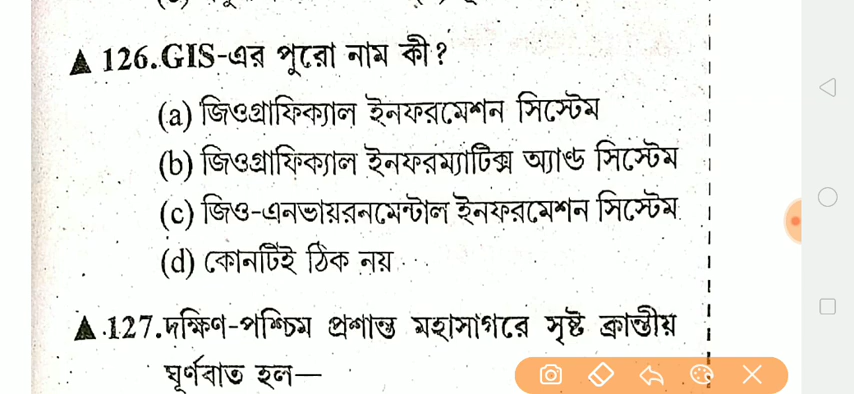 ▲ 126. GIS-এর পুরো নাম কী?
(a) জিওগ্রাফিক্যাল ইনফরমেশন সিস্টেম
(b) জিওগ্রাফিক্যাল ইনফরম্যাটিক্স অ্যাণ্ড সিস্টেম
(c) জিও-এনভায়রনমেন্টাল ইনফরমেশন সিস্টেম
(d) কোনটিই ঠিক নয়
▲ 127. দক্ষিণ-পশ্চিম প্রশান্ত মহাসাগরে সৃষ্ট ক্রান্তীয়
ঘূর্ণবাত হল—